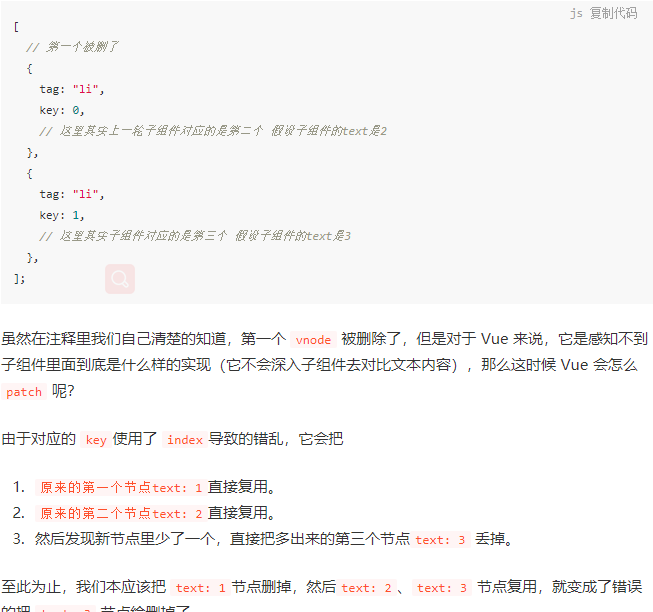 js 复制代码
[
// 第一个被删了
{
tag: "li",
key: 0,
// 这里其实上一轮子组件对应的是第二个 假设子组件的text是2
},
{
tag: "li",
key: 1,
// 这里其实子组件对应的是第三个 假设子组件的text是3
},
];
虽然在注释里我们自己清楚的知道，第一个 vnode 被删除了，但是对于 Vue 来说，它是感知不到
子组件里面到底是什么样的实现（它不会深入子组件去对比文本内容），那么这时候 Vue 会怎么
patch 呢？
由于对应的 key 使用了 index 导致的错乱，它会把
1. 原来的第一个节点text: 1 直接复用。
2. 原来的第二个节点text: 2 直接复用。
3. 然后发现新节点里少了一个，直接把多出来的第三个节点 text: 3 丢掉。
至此为止，我们本应该把 text: 1 节点删掉，然后 text: 2 、 text: 3 节点复用，就变成了错误